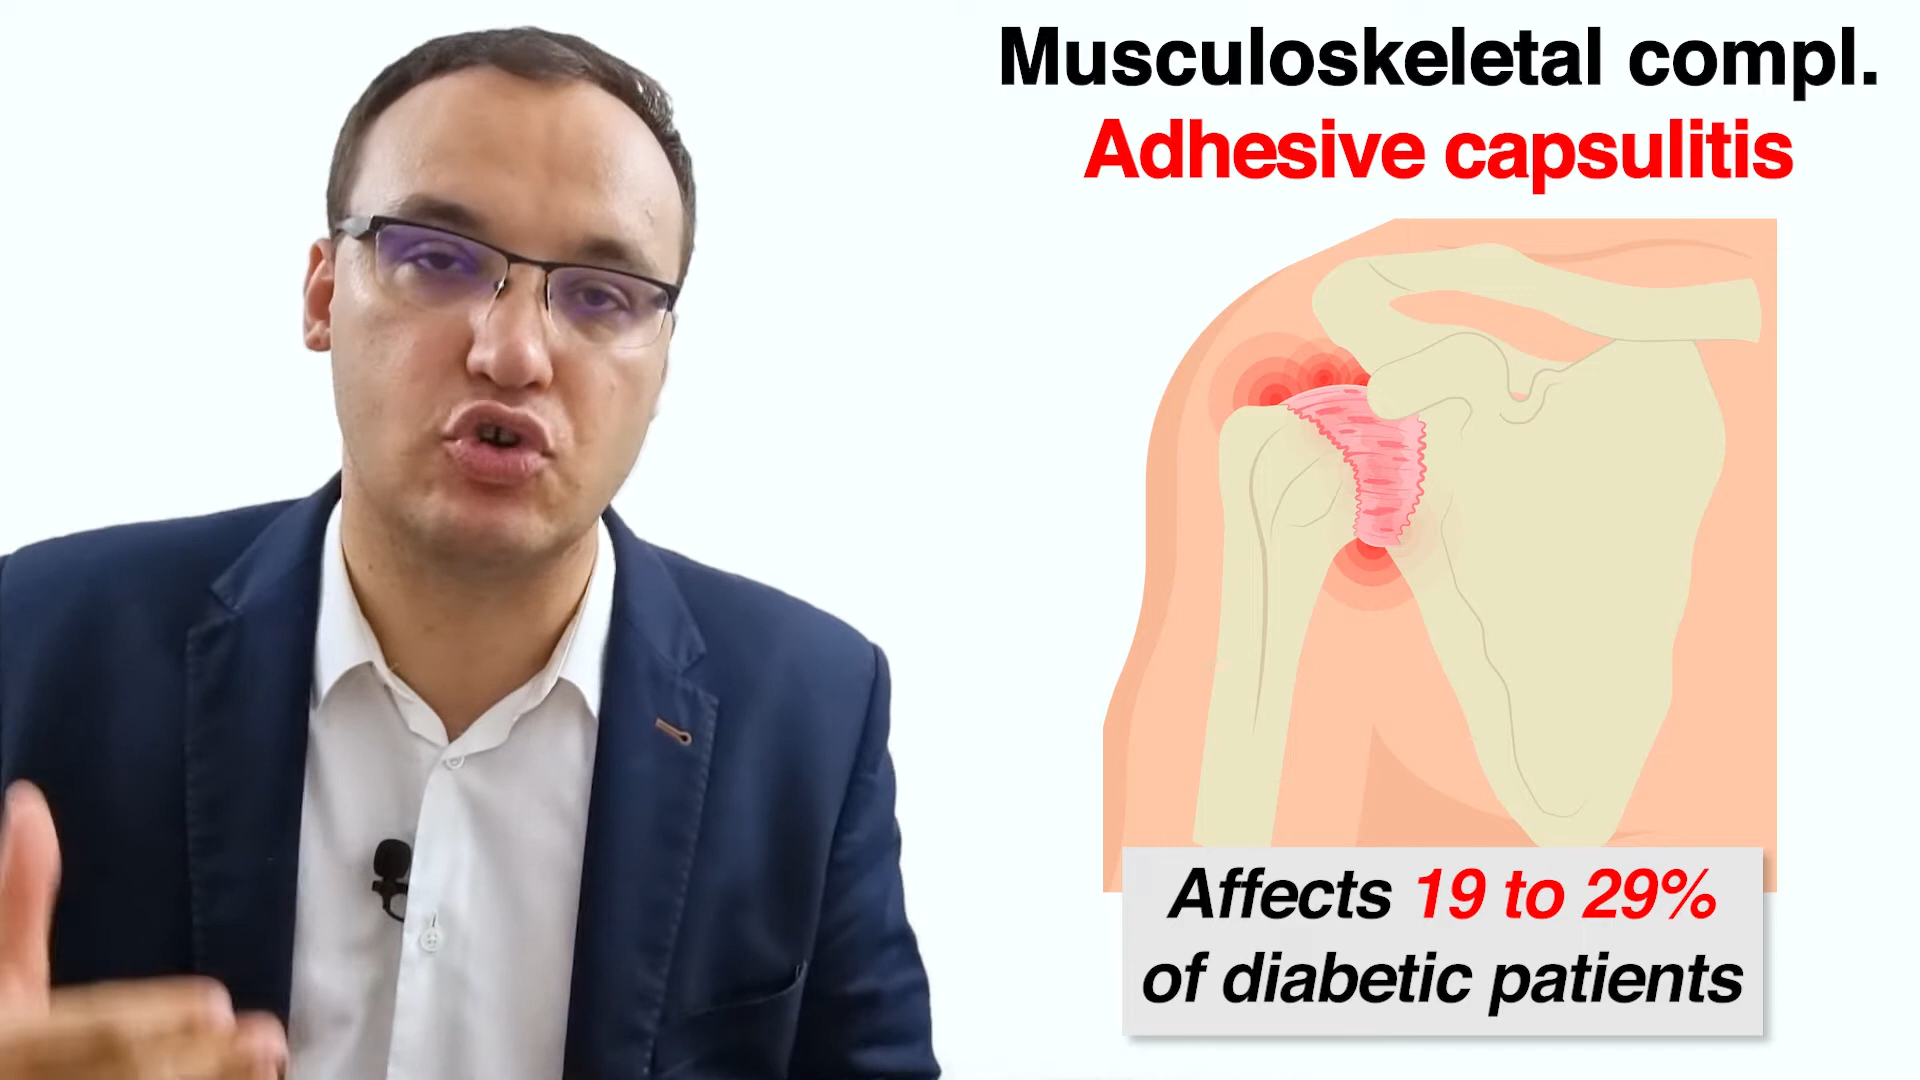 Musculoskeletal compl.
Adhesive capsulitis
Affects 19 to 29%
of diabetic patients